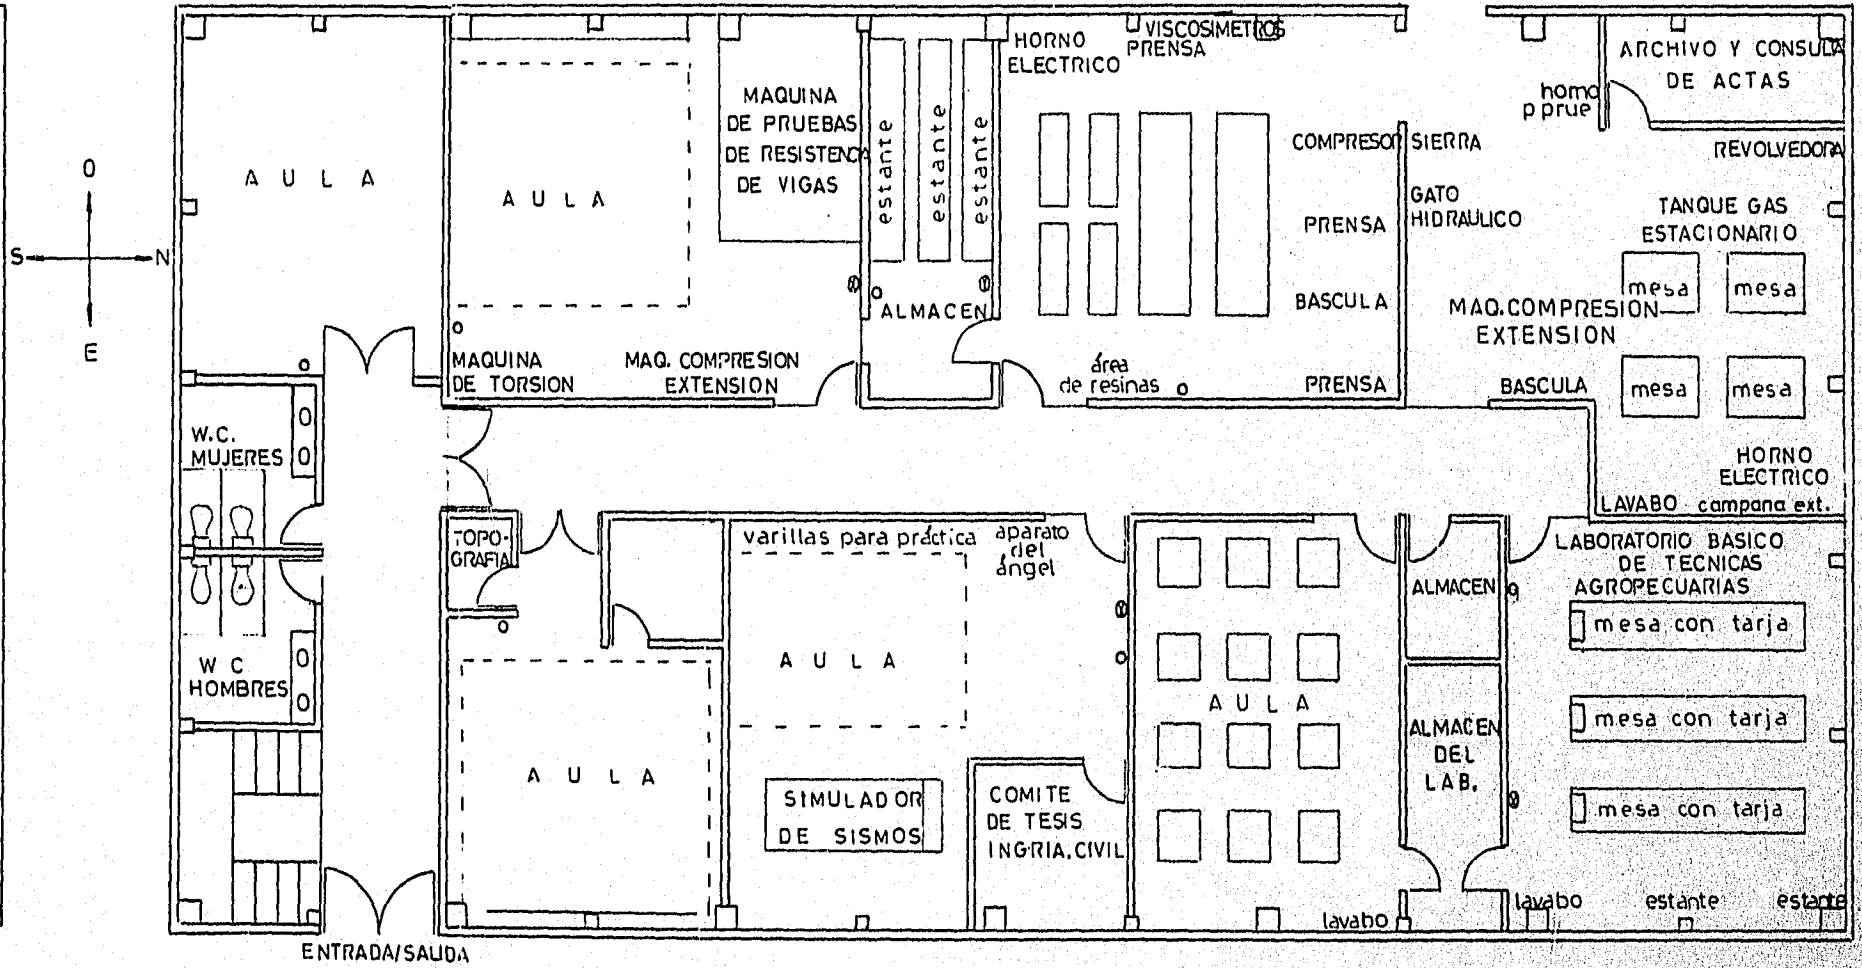 VISCOSIMETROS
PRENSA
HORNO
ELECTRICO
ARCHIVO Y CONSULTA
DE ACTAS
MAQUINA
DE PRUEBAS
DE RESISTENCIA
DE VIGAS
estante
estante
estante
horno
p prue
COMPRESOR
SIERRA
REVOLVEDORA
O
S
N
E
A U L A
A U L A
PRENSA
GATO
HIDRAULICO
TANQUE GAS
ESTACIONARIO
mesa
mesa
BASCULA
MAQ. COMPRESION
EXTENSION
ALMACEN
MAQUINA
DE TORSION
MAQ. COMPRESION
EXTENSION
área
de resinas
PRENSA
BASCULA
mesa
mesa
W.C.
MUJERES
HORNO
ELECTRICO
LAVABO
campana ext.
TOPO-
GRAFIA
varillas para práctica
aparato
del
ángel
LABORATORIO BASICO
DE TECNICAS
AGROPECUARIAS
ALMACEN
mesa con tarja
W C
HOMBRES
A U L A
A U L A
mesa con tarja
ALMACEN
DEL
LAB.
A U L A
SIMULADOR
DE SISMOS
COMITE
DE TESIS
INGRIA. CIVIL
mesa con tarja
lavabo
lavabo
estante
estante
ENTRADA/SALIDA